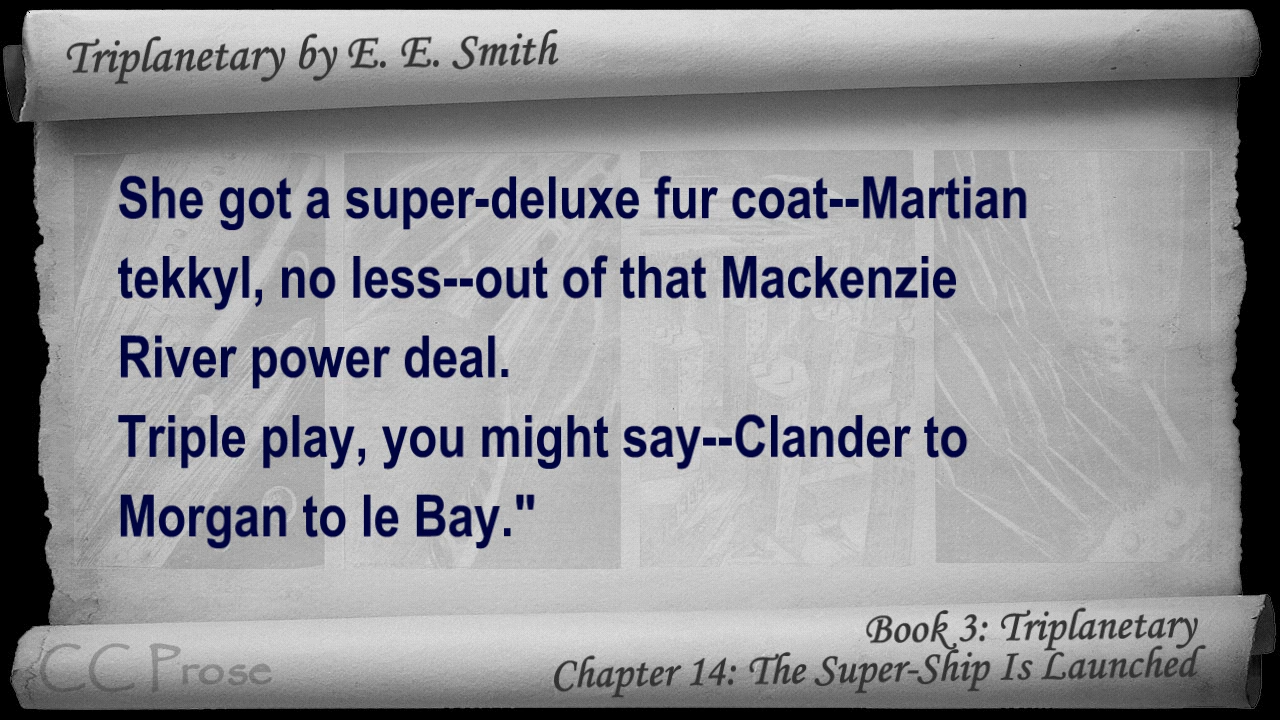 Triplanetary by E. E. Smith
She got a super-deluxe fur coat--Martian
tekkyl, no less--out of that Mackenzie
River power deal.
Triple play, you might say--Clander to
Morgan to le Bay."
Book 3: Triplanetary
Chapter 14: The Super-Ship Is Launched
CC Prose